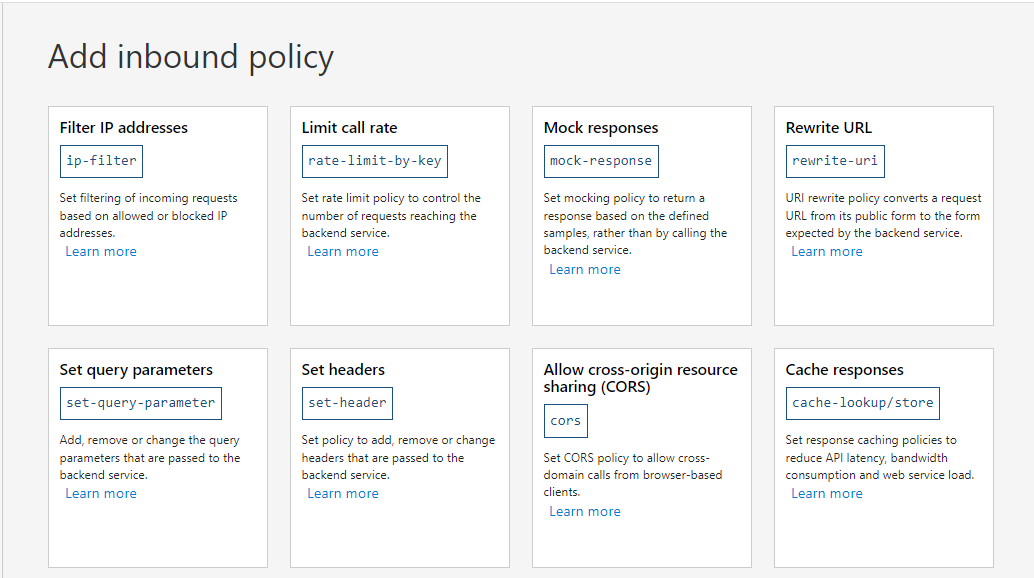 Add inbound policy
Filter IP addresses
ip-filter
Set filtering of incoming requests
based on allowed or blocked IP
addresses.
Learn more
Limit call rate
rate-limit-by-key
Set rate limit policy to control the
number of requests reaching the
backend service.
Learn more
Mock responses
mock-response
Set mocking policy to return a
response based on the defined
samples, rather than by calling the
backend service.
Learn more
Rewrite URL
rewrite-uri
URI rewrite policy converts a request
URL from its public form to the form
expected by the backend service.
Learn more
Set query parameters
set-query-parameter
Add, remove or change the query
parameters that are passed to the
backend service.
Learn more
Set headers
set-header
Set policy to add, remove or change
headers that are passed to the
backend service.
Learn more
Allow cross-origin resource
sharing (CORS)
cors
Set CORS policy to allow cross-
domain calls from browser-based
clients.
Learn more
Cache responses
cache-lookup/store
Set response caching policies to
reduce API latency, bandwidth
consumption and web service load.
Learn more